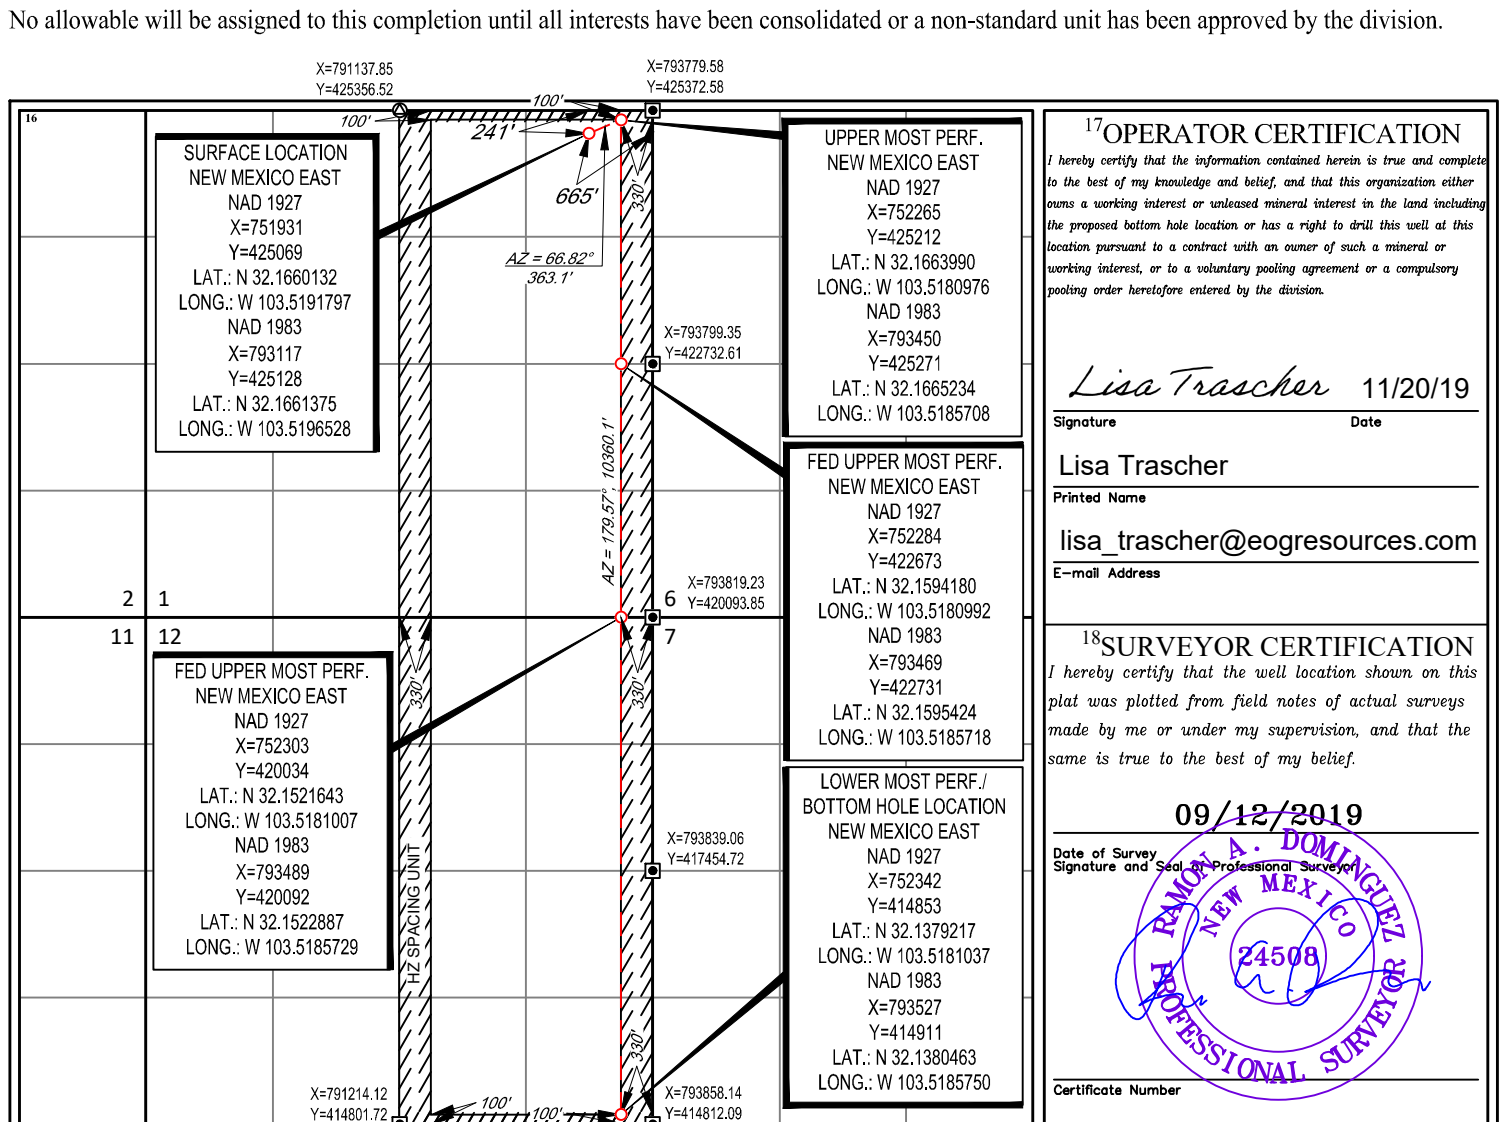 No allowable will be assigned to this completion until all interests have been consolidated or a non-standard unit has been approved by the division.
X=791137.85
Y=425356.52
X=793779.58
Y=425372.58
16
100'
100'
241'
665'
330'
AZ = 66.82°
363.1'
SURFACE LOCATION
NEW MEXICO EAST
NAD 1927
X=751931
Y=425069
LAT.: N 32.1660132
LONG.: W 103.5191797
NAD 1983
X=793117
Y=425128
LAT.: N 32.1661375
LONG.: W 103.5196528
UPPER MOST PERF.
NEW MEXICO EAST
NAD 1927
X=752265
Y=425212
LAT.: N 32.1663990
LONG.: W 103.5180976
NAD 1983
X=793450
Y=425271
LAT.: N 32.1665234
LONG.: W 103.5185708
X=793799.35
Y=422732.61
AZ = 179.57°, 10360.1'
FED UPPER MOST PERF.
NEW MEXICO EAST
NAD 1927
X=752284
Y=422673
LAT.: N 32.1594180
LONG.: W 103.5180992
NAD 1983
X=793469
Y=422731
LAT.: N 32.1595424
LONG.: W 103.5185718
X=793819.23
Y=420093.85
2 1
6
11 12
7
330'
330'
FED UPPER MOST PERF.
NEW MEXICO EAST
NAD 1927
X=752303
Y=420034
LAT.: N 32.1521643
LONG.: W 103.5181007
NAD 1983
X=793489
Y=420092
LAT.: N 32.1522887
LONG.: W 103.5185729
HZ SPACING UNIT
X=793839.06
Y=417454.72
LOWER MOST PERF./
BOTTOM HOLE LOCATION
NEW MEXICO EAST
NAD 1927
X=752342
Y=414853
LAT.: N 32.1379217
LONG.: W 103.5181037
NAD 1983
X=793527
Y=414911
LAT.: N 32.1380463
LONG.: W 103.5185750
330'
X=791214.12
Y=414801.72
100'
100'
X=793858.14
Y=414812.09
17OPERATOR CERTIFICATION
I hereby certify that the information contained herein is true and complete
to the best of my knowledge and belief, and that this organization either
owns a working interest or unleased mineral interest in the land including
the proposed bottom hole location or has a right to drill this well at this
location pursuant to a contract with an owner of such a mineral or
working interest, or to a voluntary pooling agreement or a compulsory
pooling order heretofore entered by the division.
Lisa Trascher 11/20/19
Signature Date
Lisa Trascher
Printed Name
lisa_trascher@eogresources.com
E-mail Address
18SURVEYOR CERTIFICATION
I hereby certify that the well location shown on this
plat was plotted from field notes of actual surveys
made by me or under my supervision, and that the
same is true to the best of my belief.
09/12/2019
Date of Survey
Signature and Seal of Professional Surveyor
RAMON A. DOMINGUEZ
NEW MEXICO
24508
PROFESSIONAL SURVEYOR
Certificate Number